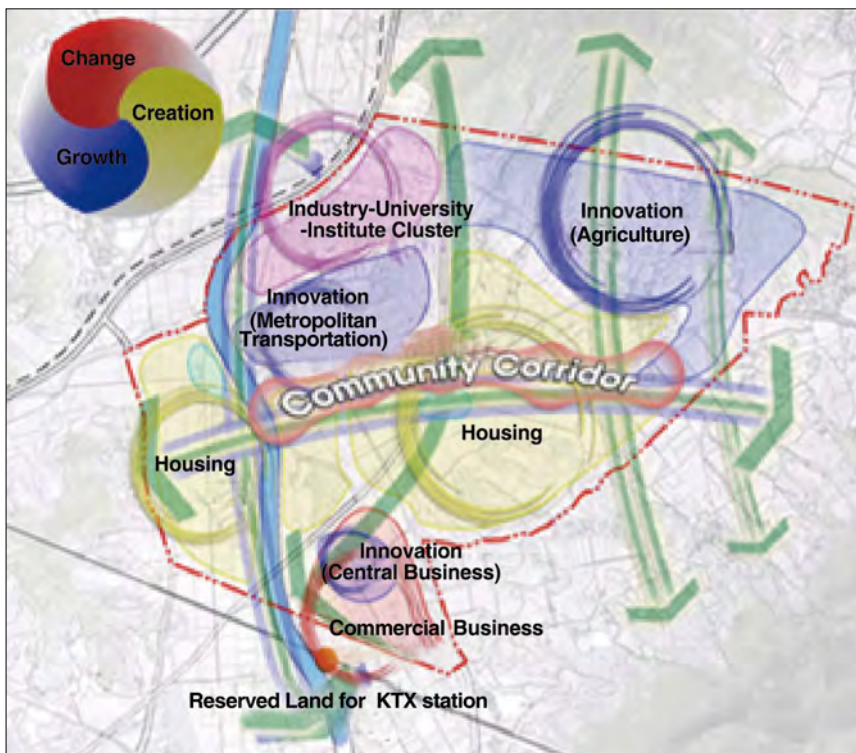 Change
Creation
Growth
Industry-University
-Institute Cluster
Innovation
(Agriculture)
Innovation
(Metropolitan
Transportation)
Community Corridor
Housing
Housing
Innovation
(Central Business)
Commercial Business
Reserved Land for KTX station